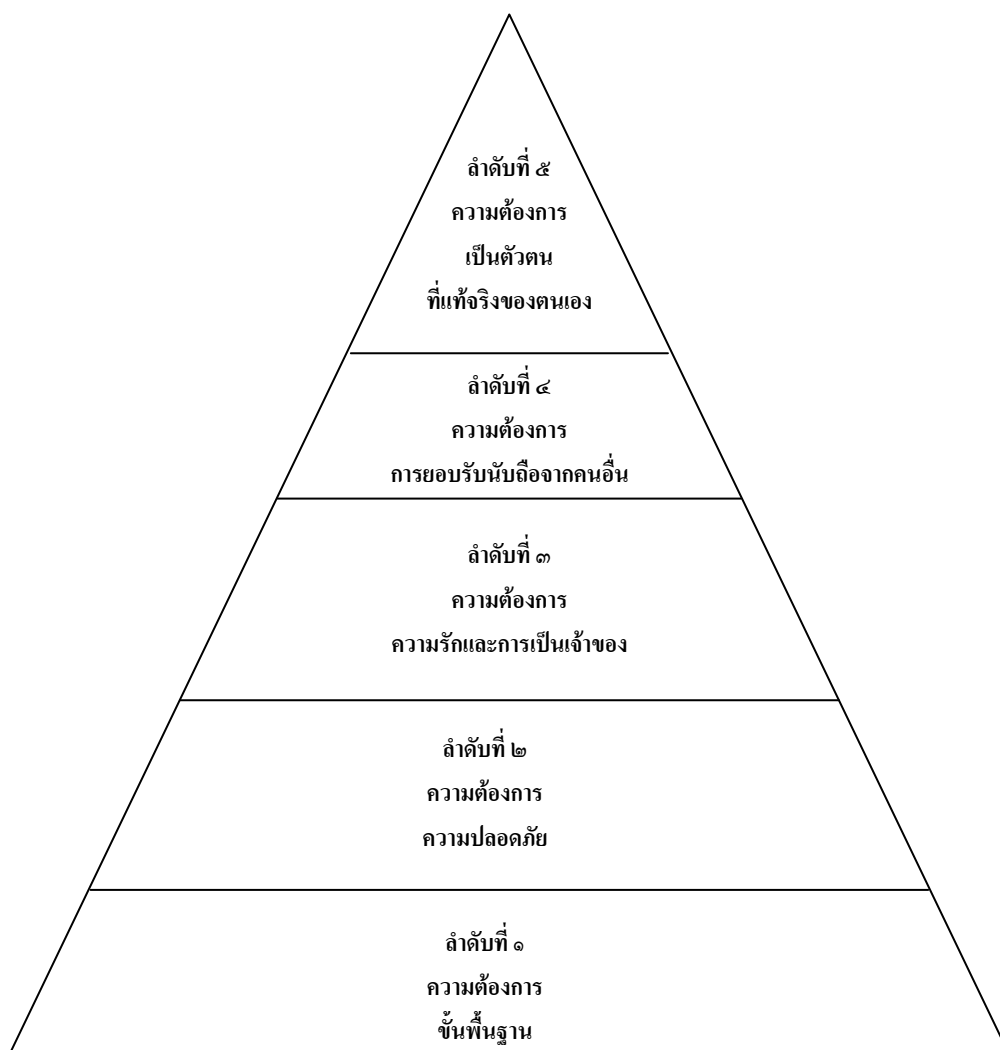 ลำดับที่ ๕
ความต้องการ
เป็นตัวตน
ที่แท้จริงของตนเอง
ลำดับที่ ๔
ความต้องการ
การยอบรับนับถือจากคนอื่น
ลำดับที่ ๓
ความต้องการ
ความรักและการเป็นเจ้าของ
ลำดับที่ ๒
ความต้องการ
ความปลอดภัย
ลำดับที่ ๑
ความต้องการ
ขั้นพื้นฐาน